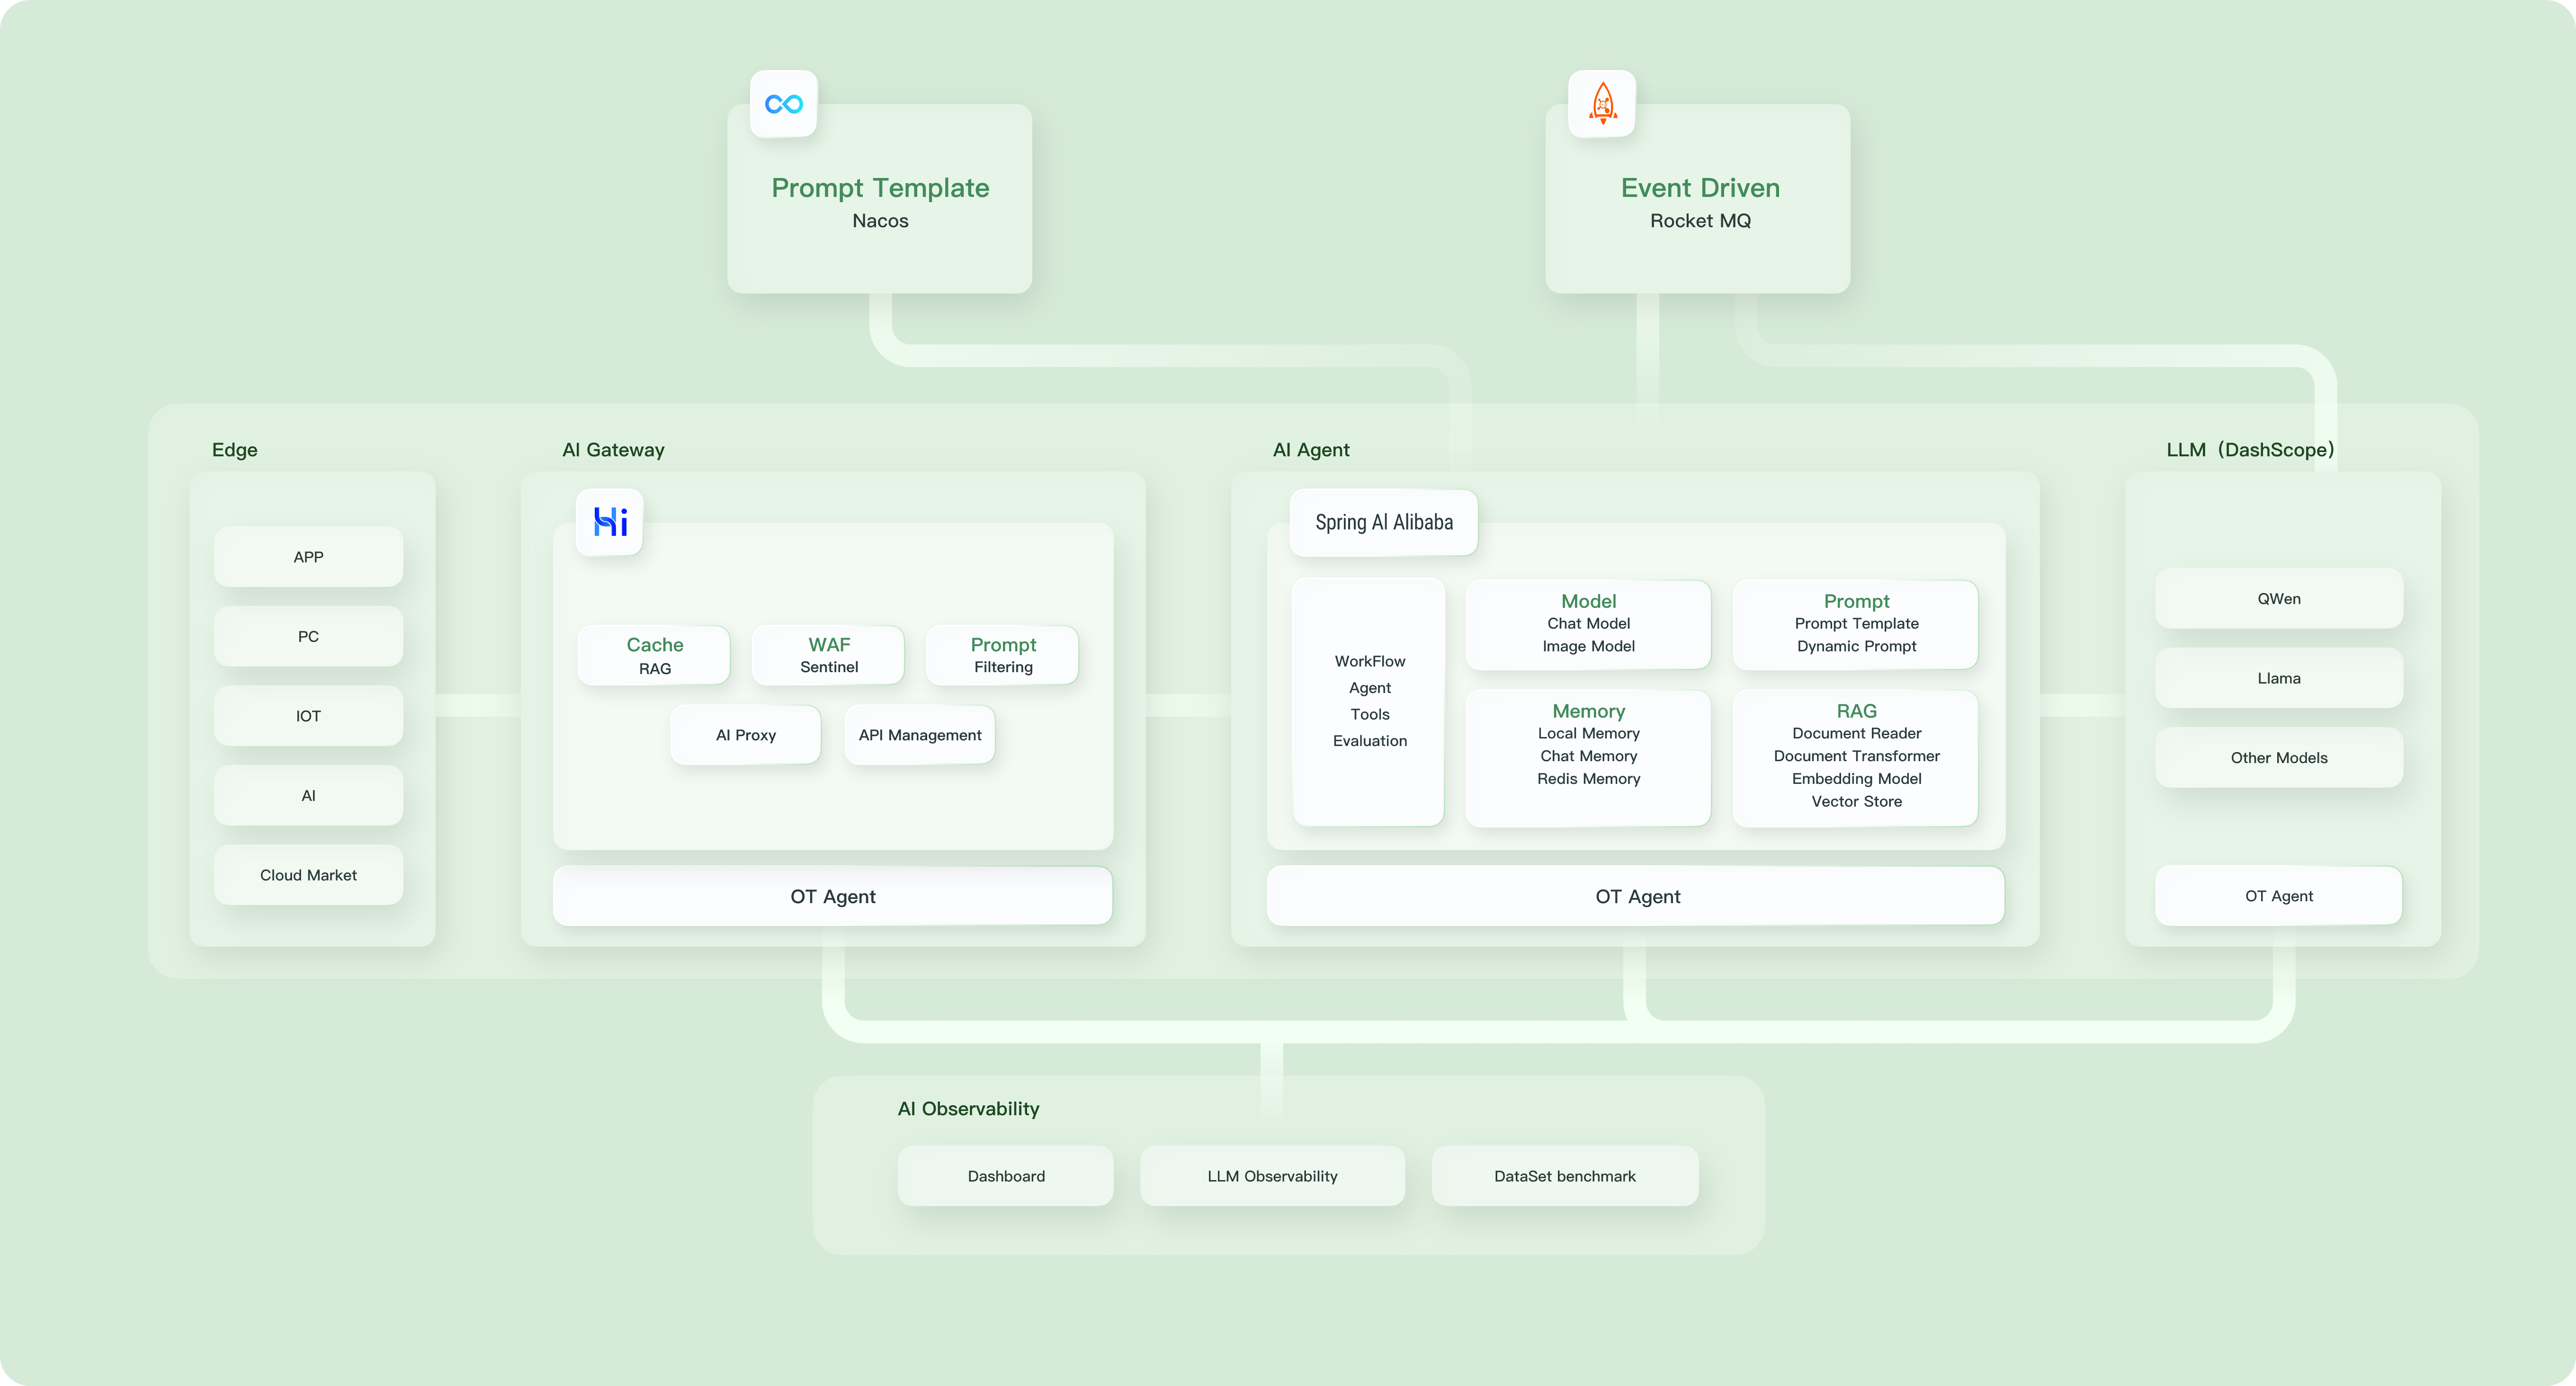 Prompt Template
Nacos
Event Driven
Rocket MQ
Edge
APP
PC
IOT
AI
Cloud Market
AI Gateway
Hi
Cache
RAG
WAF
Sentinel
Prompt
Filtering
AI Proxy
API Management
OT Agent
AI Agent
Spring AI Alibaba
WorkFlow
Agent
Tools
Evaluation
Model
Chat Model
Image Model
Prompt
Prompt Template
Dynamic Prompt
Memory
Local Memory
Chat Memory
Redis Memory
RAG
Document Reader
Document Transformer
Embedding Model
Vector Store
OT Agent
LLM（DashScope）
QWen
Llama
Other Models
OT Agent
AI Observability
Dashboard
LLM Observability
DataSet benchmark